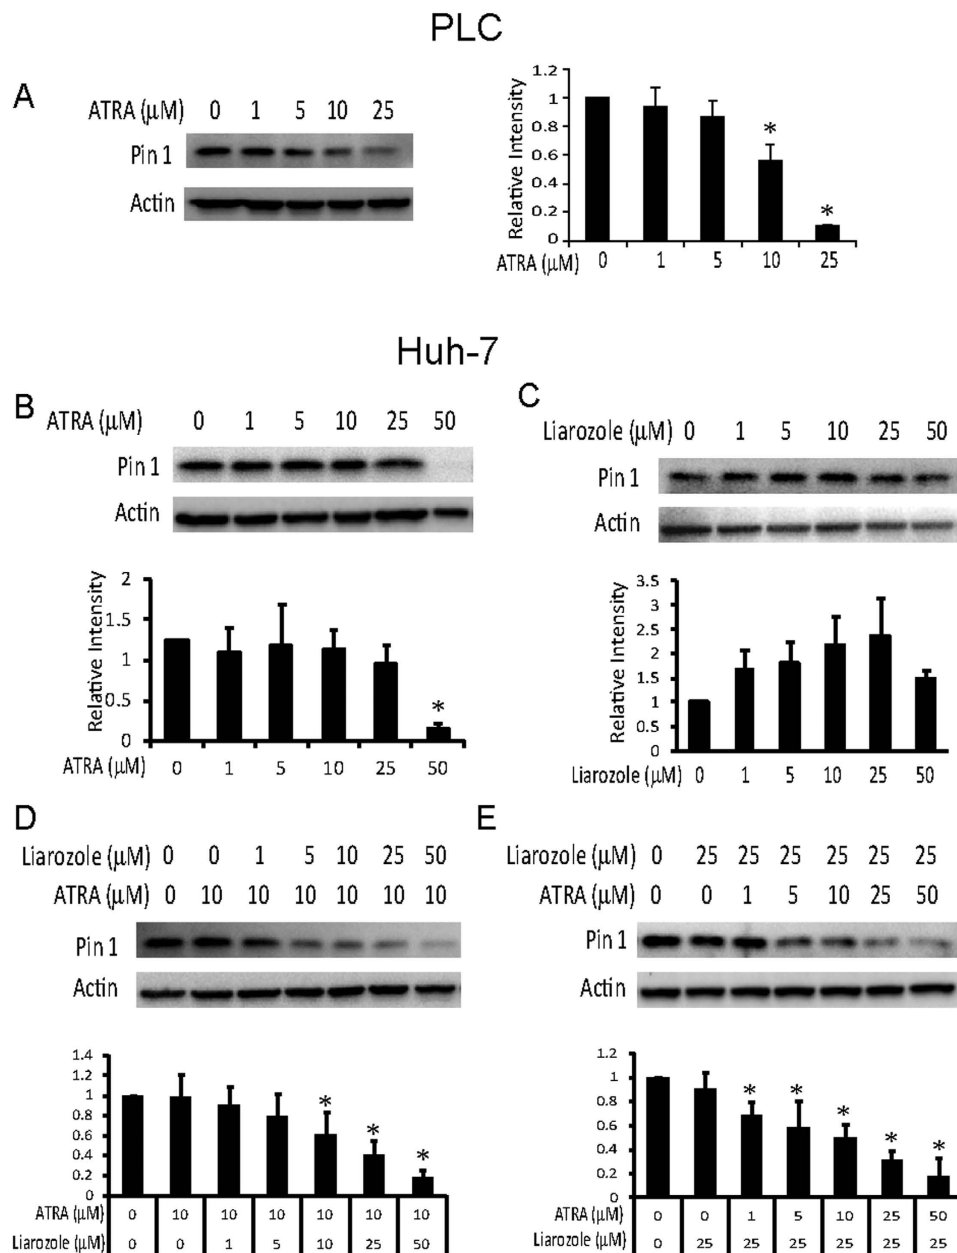 PLC
A
ATRA (μM) 0 1 5 10 25
Pin 1
Actin
Relative Intensity
1.2
1
0.8
0.6
0.4
0.2
0
*
*
ATRA (μM) 0 1 5 10 25
Huh-7
B
ATRA (μM) 0 1 5 10 25 50
Pin 1
Actin
Relative Intensity
2
1.5
1
0.5
0
*
ATRA (μM) 0 1 5 10 25 50
C
Liarozole (μM) 0 1 5 10 25 50
Pin 1
Actin
Relative Intensity
3.5
3
2.5
2
1.5
1
0.5
0
Liarozole (μM) 0 1 5 10 25 50
D
Liarozole (μM) 0 0 1 5 10 25 50
ATRA (μM) 0 10 10 10 10 10 10
Pin 1
Actin
1.4
1.2
1
0.8
0.6
0.4
0.2
0
* * *
ATRA (μM) 0 10 10 10 10 10 10
Liarozole (μM) 0 0 1 5 10 25 50
E
Liarozole (μM) 0 25 25 25 25 25 25
ATRA (μM) 0 0 1 5 10 25 50
Pin 1
Actin
1.2
1
0.8
0.6
0.4
0.2
0
* * * * *
ATRA (μM) 0 0 1 5 10 25 50
Liarozole (μM) 0 25 25 25 25 25 25